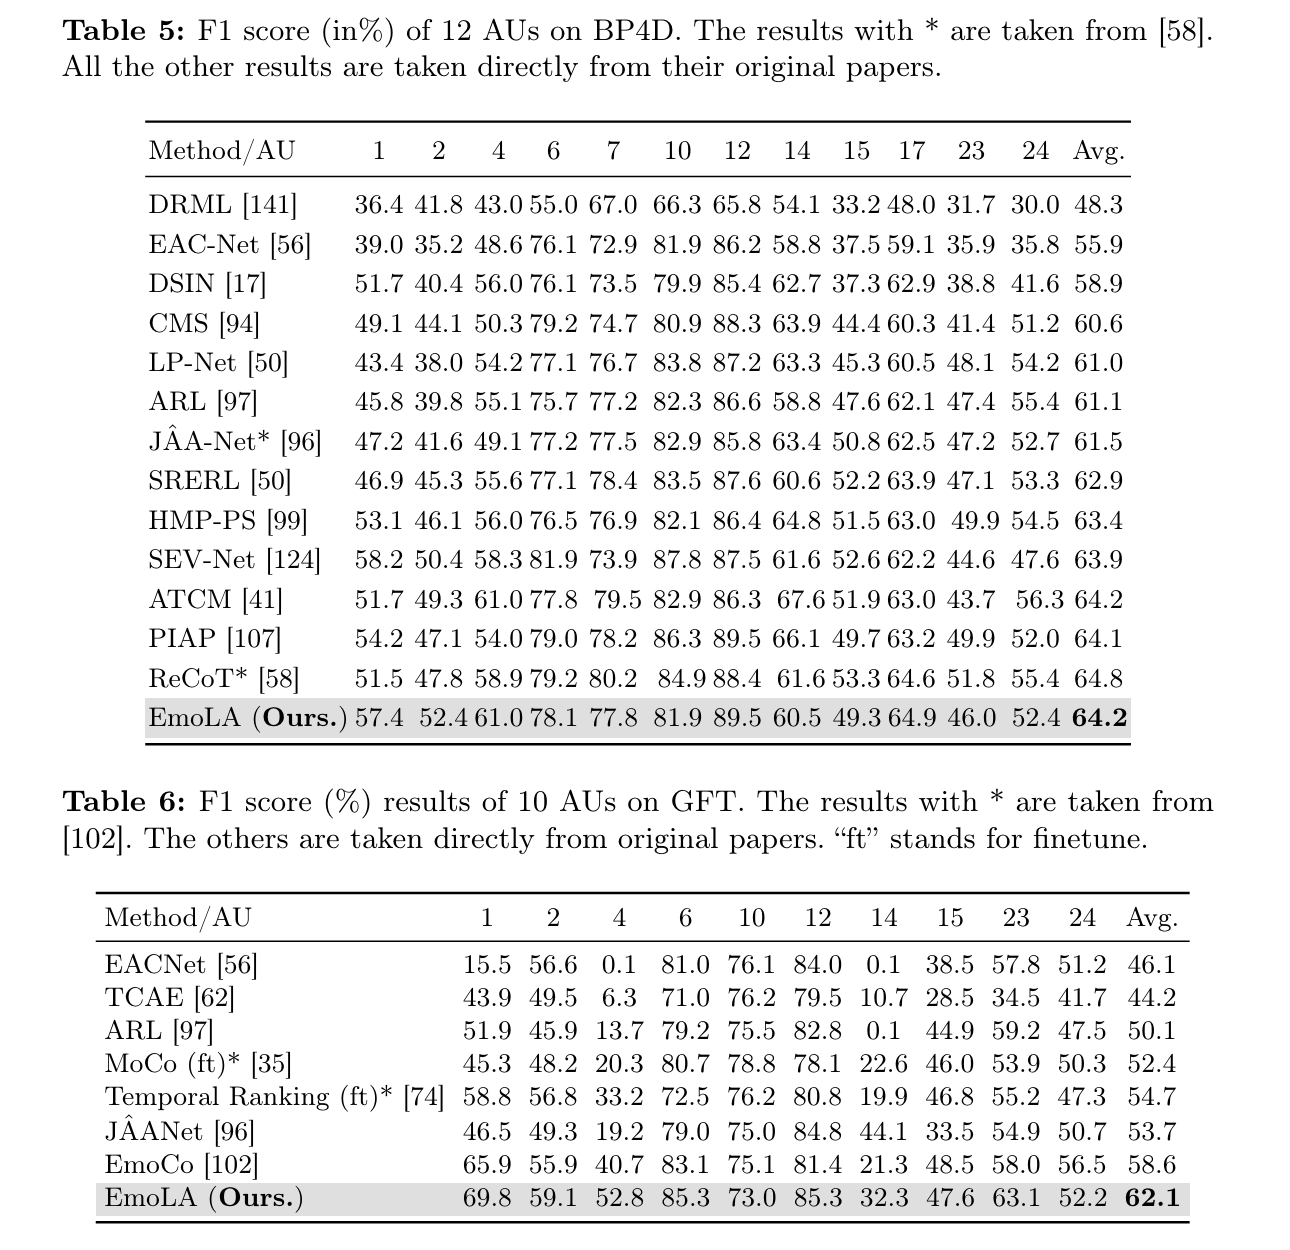 Table 5: F1 score (in%) of 12 AUs on BP4D. The results with * are taken from [58].
All the other results are taken directly from their original papers.
Method/AU 1 2 4 6 7 10 12 14 15 17 23 24 Avg.
DRML [141] 36.4 41.8 43.0 55.0 67.0 66.3 65.8 54.1 33.2 48.0 31.7 30.0 48.3
EAC-Net [56] 39.0 35.2 48.6 76.1 72.9 81.9 86.2 58.8 37.5 59.1 35.9 35.8 55.9
DSIN [17] 51.7 40.4 56.0 76.1 73.5 79.9 85.4 62.7 37.3 62.9 38.8 41.6 58.9
CMS [94] 49.1 44.1 50.3 79.2 74.7 80.9 88.3 63.9 44.4 60.3 41.4 51.2 60.6
LP-Net [50] 43.4 38.0 54.2 77.1 76.7 83.8 87.2 63.3 45.3 60.5 48.1 54.2 61.0
ARL [97] 45.8 39.8 55.1 75.7 77.2 82.3 86.6 58.8 47.6 62.1 47.4 55.4 61.1
JÂA-Net* [96] 47.2 41.6 49.1 77.2 77.5 82.9 85.8 63.4 50.8 62.5 47.2 52.7 61.5
SRERL [50] 46.9 45.3 55.6 77.1 78.4 83.5 87.6 60.6 52.2 63.9 47.1 53.3 62.9
HMP-PS [99] 53.1 46.1 56.0 76.5 76.9 82.1 86.4 64.8 51.5 63.0 49.9 54.5 63.4
SEV-Net [124] 58.2 50.4 58.3 81.9 73.9 87.8 87.5 61.6 52.6 62.2 44.6 47.6 63.9
ATCM [41] 51.7 49.3 61.0 77.8 79.5 82.9 86.3 67.6 51.9 63.0 43.7 56.3 64.2
PIAP [107] 54.2 47.1 54.0 79.0 78.2 86.3 89.5 66.1 49.7 63.2 49.9 52.0 64.1
ReCoT* [58] 51.5 47.8 58.9 79.2 80.2 84.9 88.4 61.6 53.3 64.6 51.8 55.4 64.8
EmoLA (Ours.) 57.4 52.4 61.0 78.1 77.8 81.9 89.5 60.5 49.3 64.9 46.0 52.4 64.2
Table 6: F1 score (%) results of 10 AUs on GFT. The results with * are taken from
[102]. The others are taken directly from original papers. “ft” stands for finetune.
Method/AU 1 2 4 6 10 12 14 15 23 24 Avg.
EACNet [56] 15.5 56.6 0.1 81.0 76.1 84.0 0.1 38.5 57.8 51.2 46.1
TCAE [62] 43.9 49.5 6.3 71.0 76.2 79.5 10.7 28.5 34.5 41.7 44.2
ARL [97] 51.9 45.9 13.7 79.2 75.5 82.8 0.1 44.9 59.2 47.5 50.1
MoCo (ft)* [35] 45.3 48.2 20.3 80.7 78.8 78.1 22.6 46.0 53.9 50.3 52.4
Temporal Ranking (ft)* [74] 58.8 56.8 33.2 72.5 76.2 80.8 19.9 46.8 55.2 47.3 54.7
JÂANet [96] 46.5 49.3 19.2 79.0 75.0 84.8 44.1 33.5 54.9 50.7 53.7
EmoCo [102] 65.9 55.9 40.7 83.1 75.1 81.4 21.3 48.5 58.0 56.5 58.6
EmoLA (Ours.) 69.8 59.1 52.8 85.3 73.0 85.3 32.3 47.6 63.1 52.2 62.1